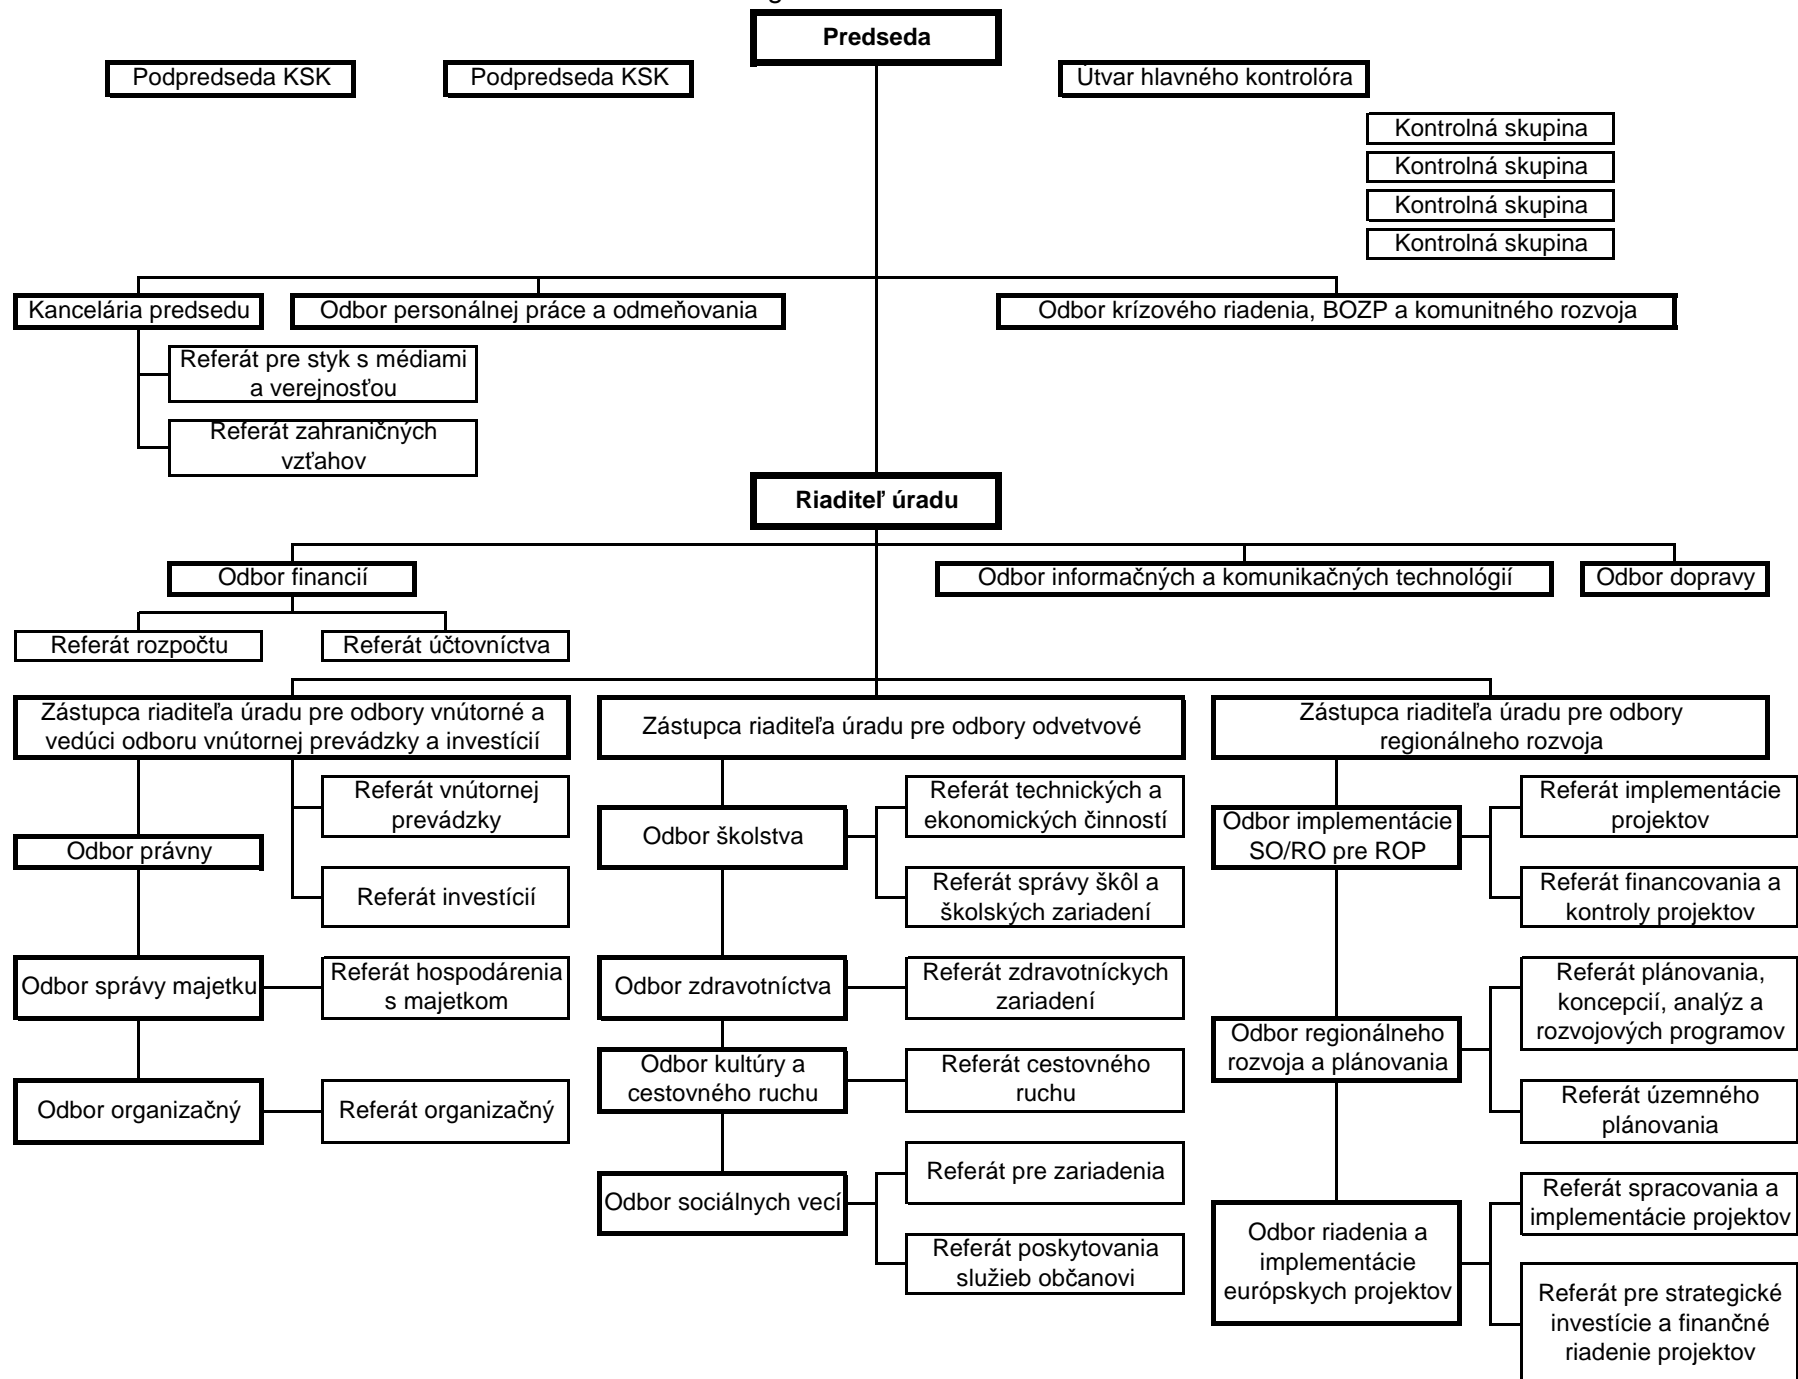 Predseda
Podpredseda KSK
Podpredseda KSK
Útvar hlavného kontrolóra
Kontrolná skupina
Kontrolná skupina
Kontrolná skupina
Kontrolná skupina
Kancelária predsedu
Odbor personálnej práce a odmeňovania
Odbor krízového riadenia, BOZP a komunitného rozvoja
Referát pre styk s médiami
a verejnosťou
Referát zahraničných
vzťahov
Riaditeľ úradu
Odbor financií
Odbor informačných a komunikačných technológií
Odbor dopravy
Referát rozpočtu
Referát účtovníctva
Zástupca riaditeľa úradu pre odbory vnútorné a
vedúci odboru vnútornej prevádzky a investícií
Referát vnútornej
prevádzky
Odbor právny
Referát investícií
Odbor správy majetku
Referát hospodárenia
s majetkom
Odbor organizačný
Referát organizačný
Zástupca riaditeľa úradu pre odbory odvetvové
Odbor školstva
Referát technických a
ekonomických činností
Referát správy škôl a
školských zariadení
Odbor zdravotníctva
Referát zdravotníckych
zariadení
Odbor kultúry a
cestovného ruchu
Referát cestovného
ruchu
Odbor sociálnych vecí
Referát pre zariadenia
Referát poskytovania
služieb občanovi
Zástupca riaditeľa úradu pre odbory
regionálneho rozvoja
Odbor implementácie
SO/RO pre ROP
Referát implementácie
projektov
Referát financovania a
kontroly projektov
Odbor regionálneho
rozvoja a plánovania
Referát plánovania,
koncepcií, analýz a
rozvojových programov
Referát územného
plánovania
Odbor riadenia a
implementácie
európskych projektov
Referát spracovania a
implementácie projektov
Referát pre strategické
investície a finančné
riadenie projektov